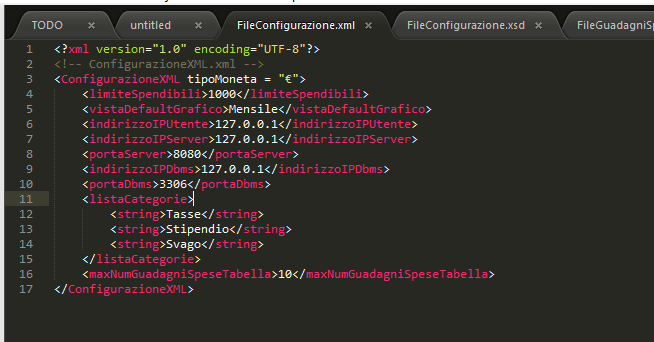 TODO × untitled × FileConfigurazione.xml × FileConfigurazione.xsd × FileGuadagniSp
1 <?xml version="1.0" encoding="UTF-8"?>
2 <!-- ConfigurazioneXML.xml -->
3 <ConfigurazioneXML tipoMoneta = "€">
4 <limiteSpendibili>1000</limiteSpendibili>
5 <vistaDefaultGrafico>Mensile</vistaDefaultGrafico>
6 <indirizzoIPUtente>127.0.0.1</indirizzoIPUtente>
7 <indirizzoIPServer>127.0.0.1</indirizzoIPServer>
8 <portaServer>8080</portaServer>
9 <indirizzoIPDbms>127.0.0.1</indirizzoIPDbms>
10 <portaDbms>3306</portaDbms>
11 <listaCategorie>
12 <string>Tasse</string>
13 <string>Stipendio</string>
14 <string>Svago</string>
15 </listaCategorie>
16 <maxNumGuadagniSpeseTabella>10</maxNumGuadagniSpeseTabella>
17 </ConfigurazioneXML>